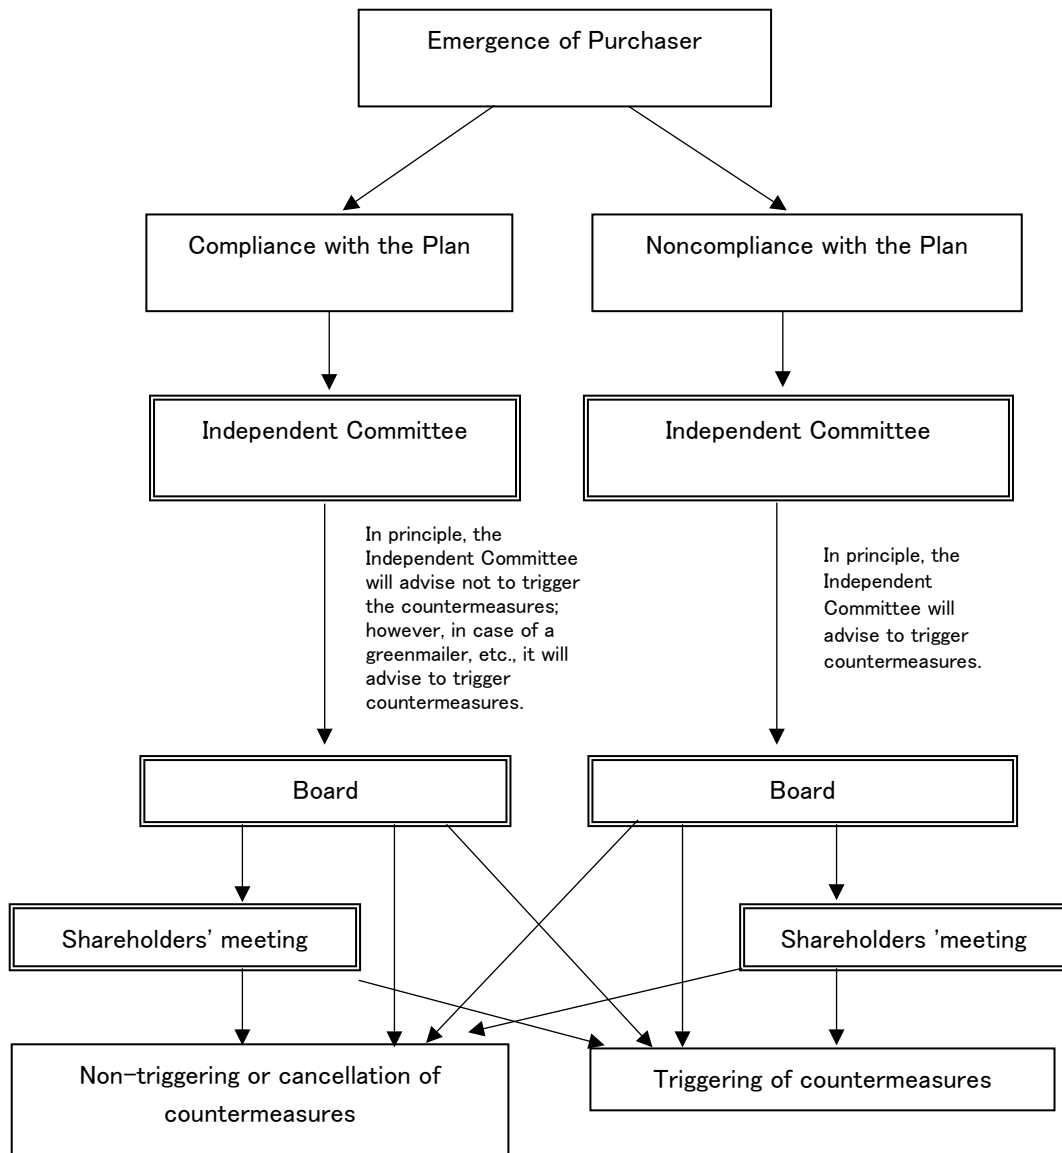 Emergence of Purchaser
Compliance with the Plan
Noncompliance with the Plan
Independent Committee
Independent Committee
In principle, the
Independent Committee
will advise not to trigger
the countermeasures;
however, in case of a
greenmailer, etc., it will
advise to trigger
countermeasures.
In principle, the
Independent
Committee will
advise to trigger
countermeasures.
Board
Board
Shareholders' meeting
Shareholders 'meeting
Non-triggering or cancellation of
countermeasures
Triggering of countermeasures